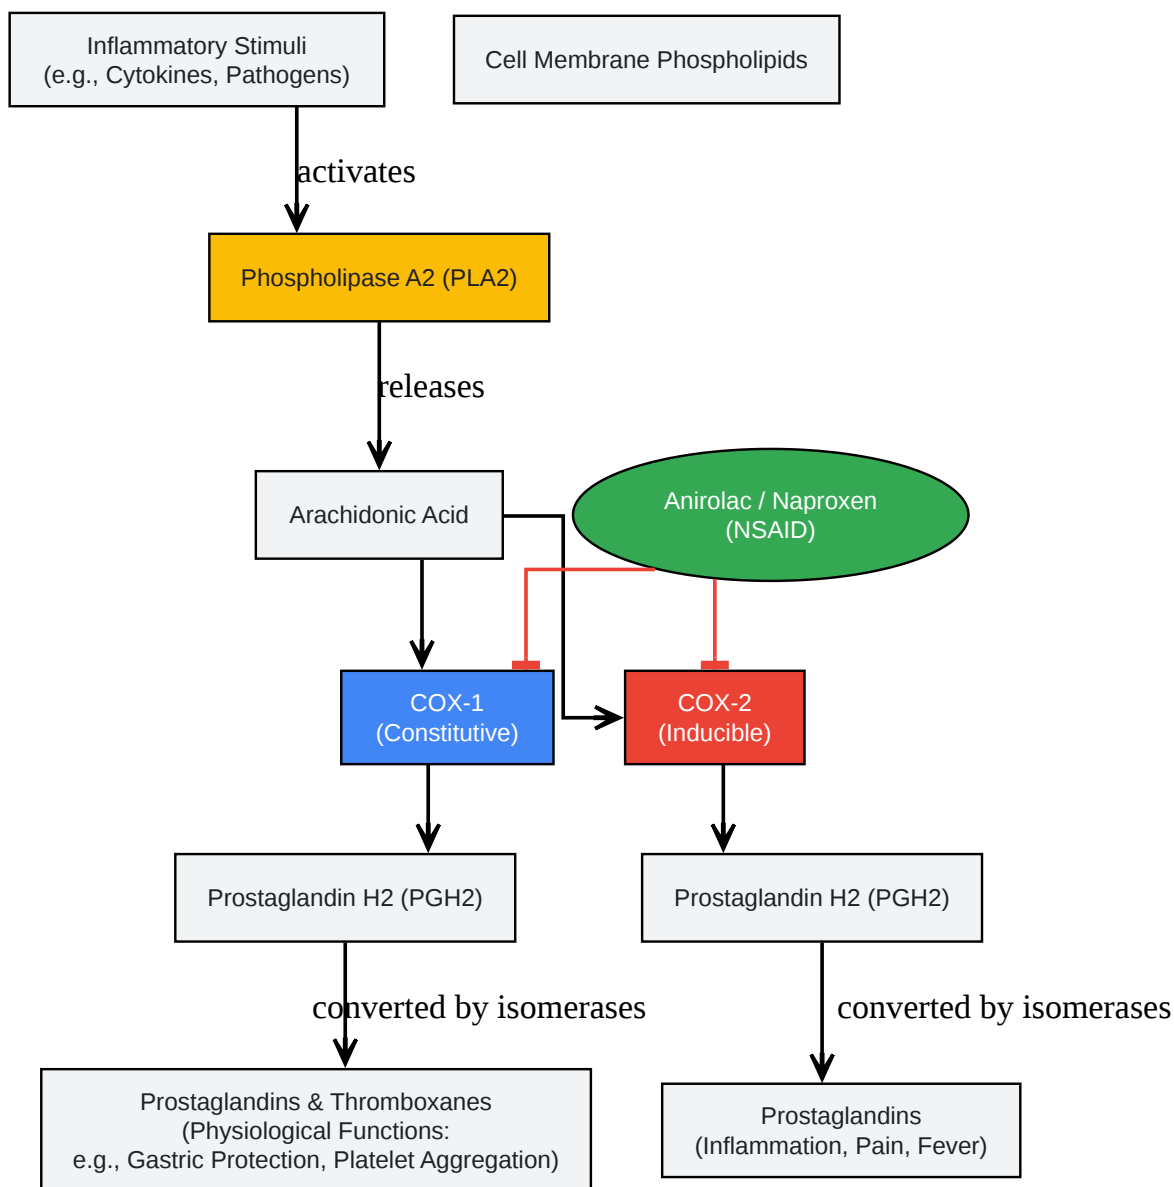 Inflammatory Stimuli
(e.g., Cytokines, Pathogens)
Cell Membrane Phospholipids
activates
Phospholipase A2 (PLA2)
releases
Arachidonic Acid
Anirolac / Naproxen
(NSAID)
COX-1
(Constitutive)
COX-2
(Inducible)
Prostaglandin H2 (PGH2)
Prostaglandin H2 (PGH2)
converted by isomerases
converted by isomerases
Prostaglandins & Thromboxanes
(Physiological Functions:
e.g., Gastric Protection, Platelet Aggregation)
Prostaglandins
(Inflammation, Pain, Fever)